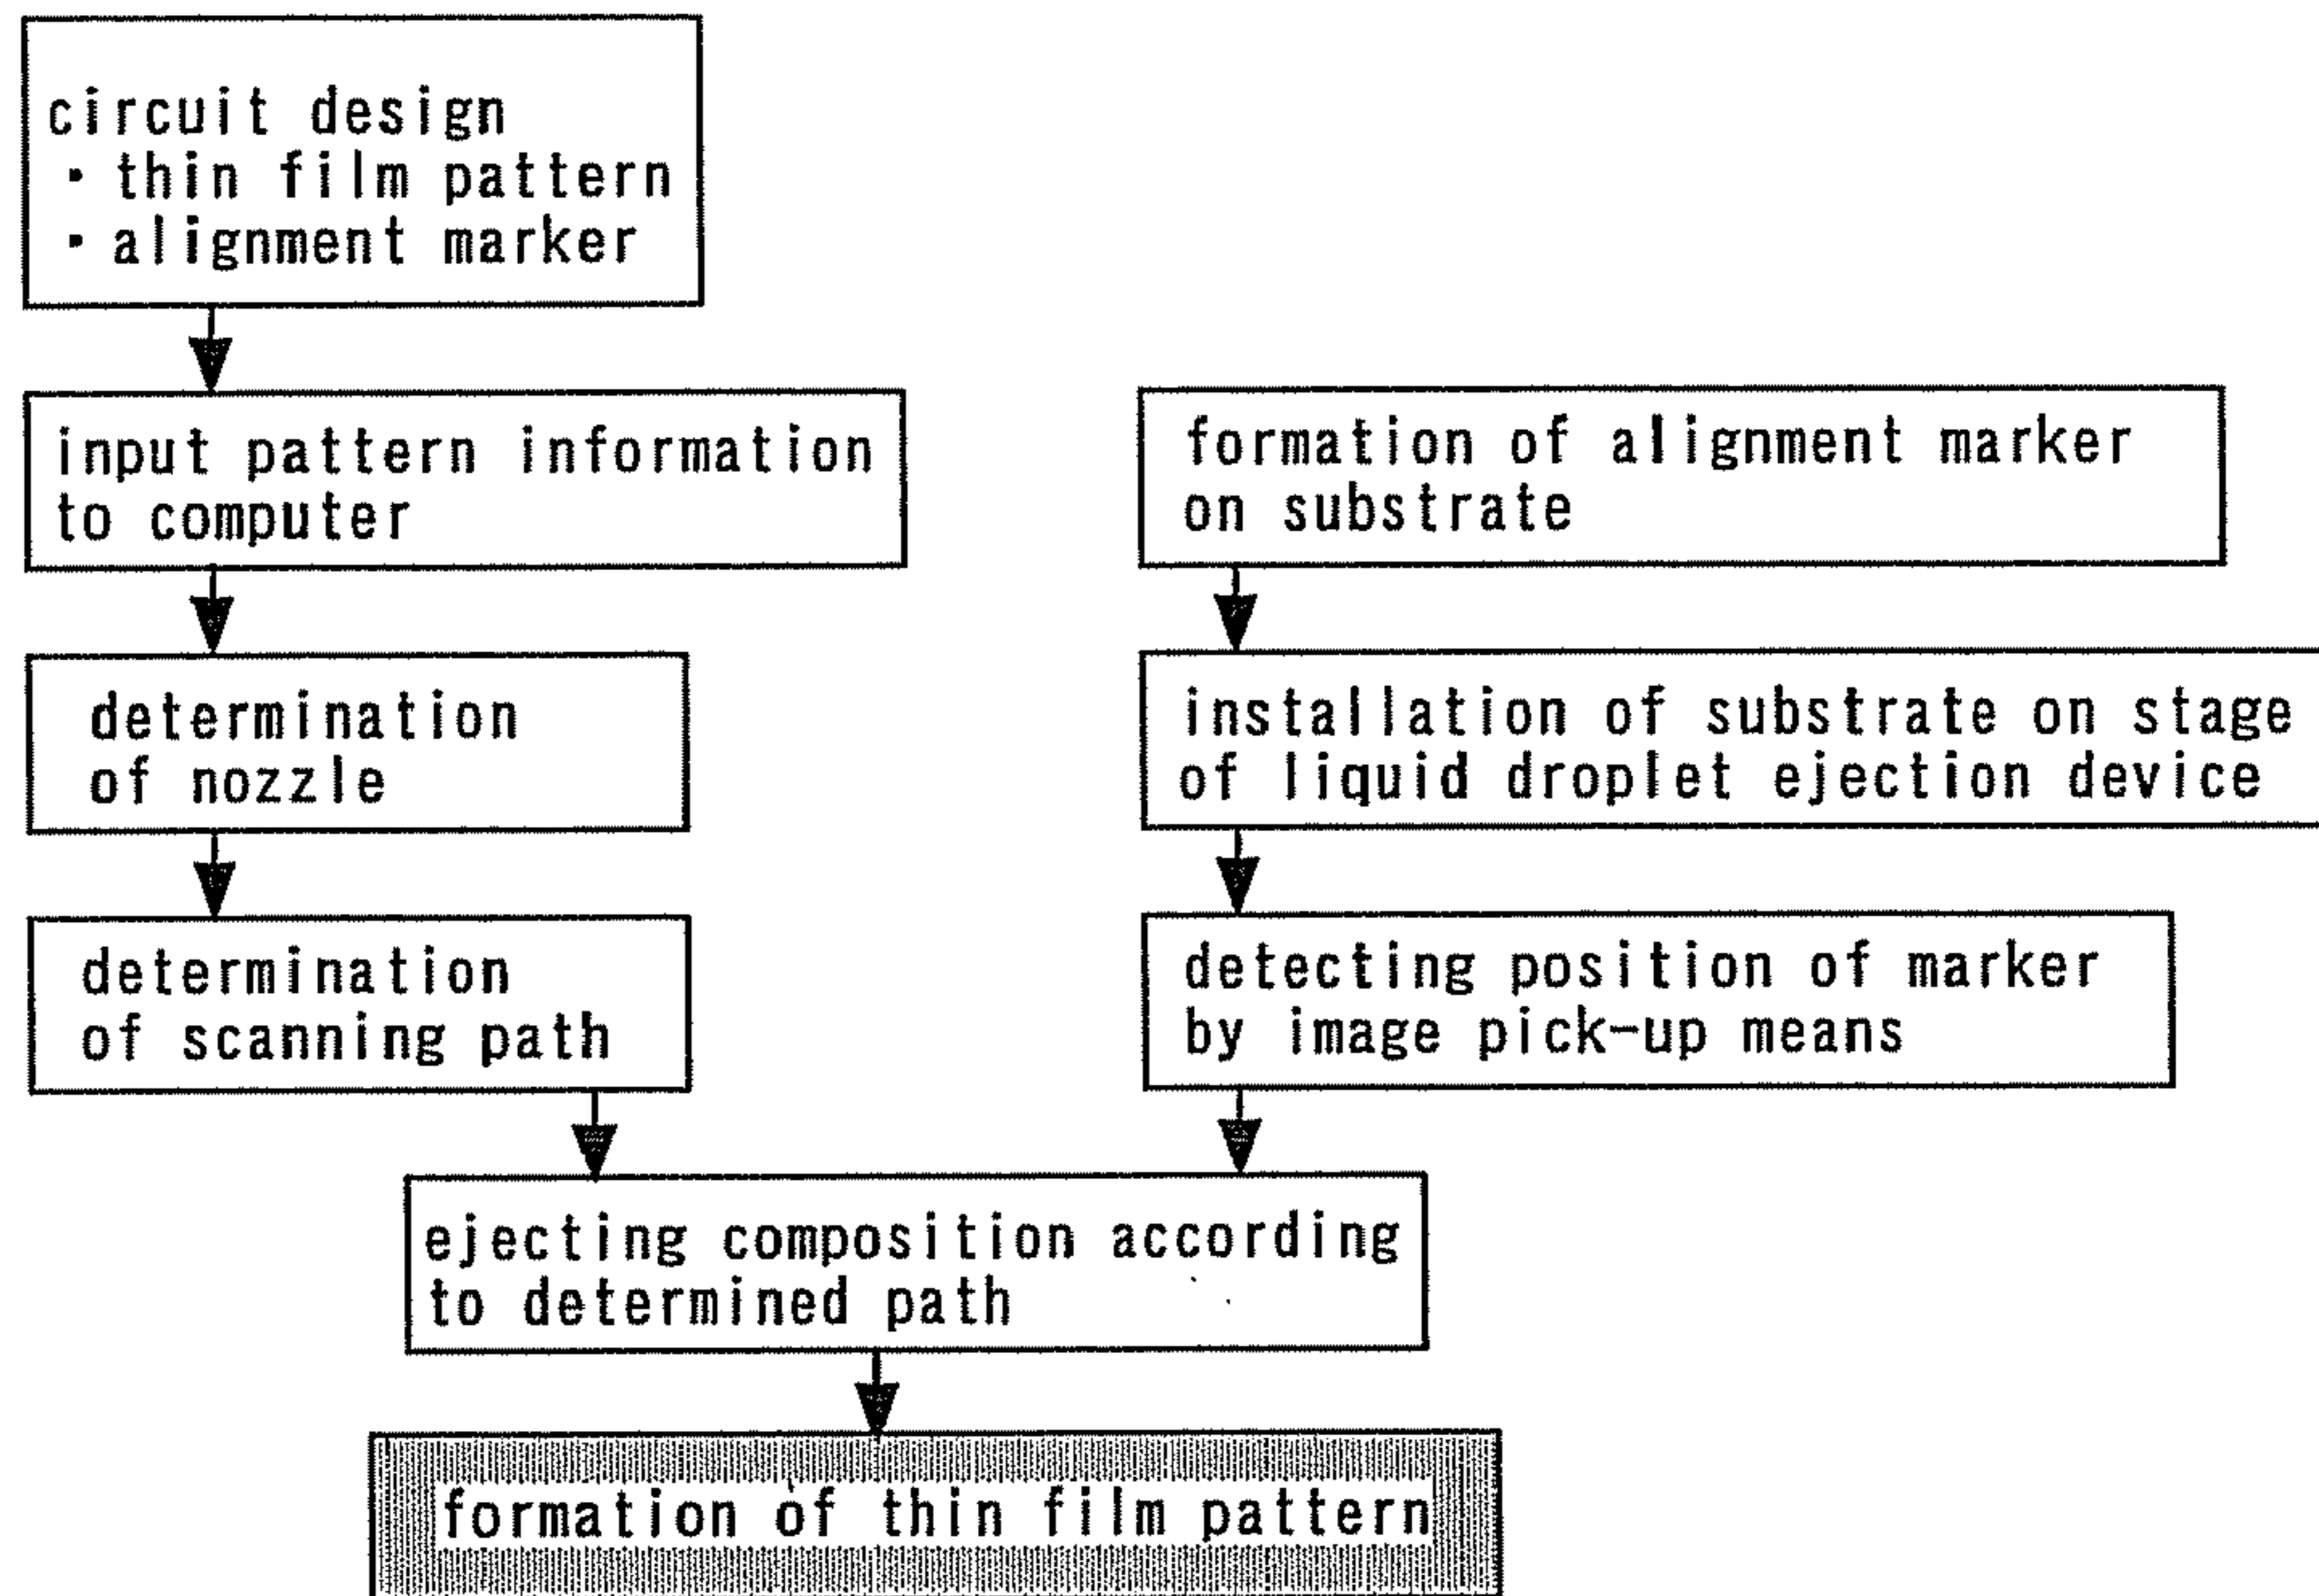 circuit design
・thin film pattern
・alignment marker
input pattern information
to computer
determination
of nozzle
determination
of scanning path
formation of alignment marker
on substrate
installation of substrate on stage
of liquid droplet ejection device
detecting position of marker
by image pick-up means
ejecting composition according
to determined path
formation of thin film pattern